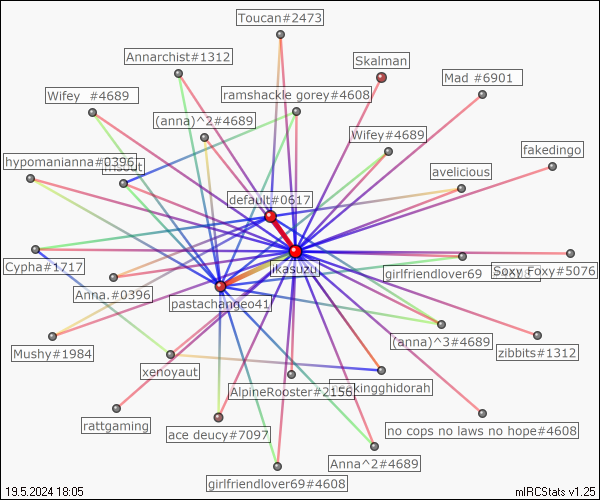 Toucan#2473
Annarchist#1312
Skalman
Mad #6901
Wifey #4689
ramshackle gorey#4608
(anna)^2#4689
Wifey#4689
fakedingo
hypomanianna#0396
avelicious
default#0617
ikasuzu
Cypha#1717
girlfriendlover69
Soxy Foxy#5076
Anna.#0396
pastachange41
(anna)^3#4689
Mushy#1984
zibbits#1312
xenoyaut
AlpineRooster#2156
kingghidorah
rattgaming
ace deucy#7097
no cops no laws no hope#4608
Anna^2#4689
girlfriendlover69#4608
19.5.2024 18:05
mIRCStats v1.25